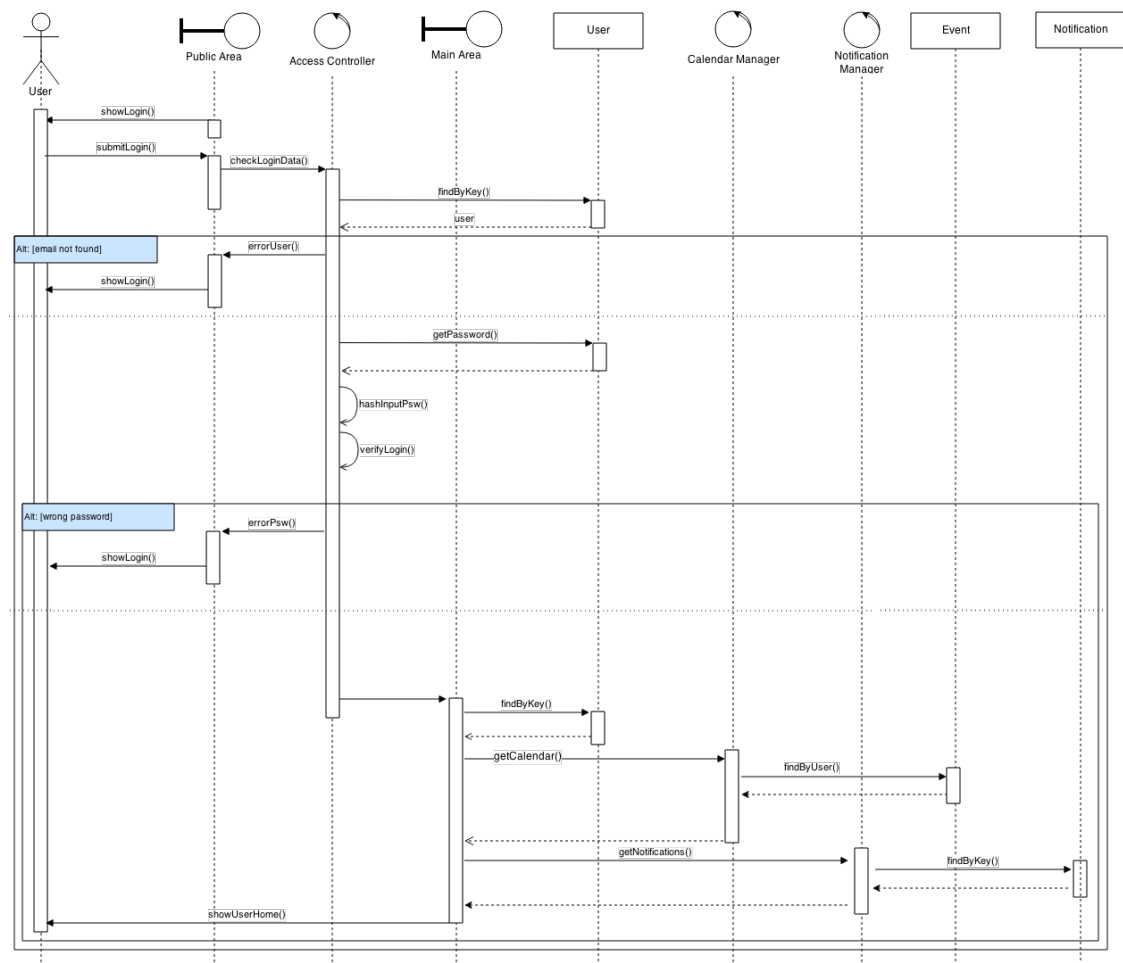 User
Public Area
Access Controller
Main Area
User
Calendar Manager
Notification
Manager
Event
Notification
showLogin()
submitLogin()
checkLoginData()
findByKey()
user
Alt: [email not found]
errorUser()
showLogin()
getPassword()
hashInputPsw()
verifyLogin()
Alt: [wrong password]
errorPsw()
showLogin()
findByKey()
getCalendar()
findByUser()
getNotifications()
findByKey()
showUserHome()